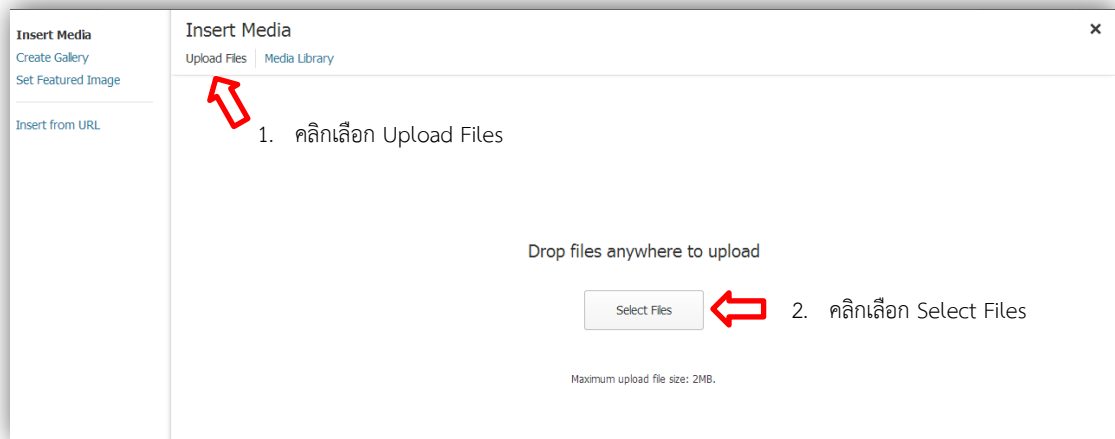 Insert Media
Create Gallery
Set Featured Image
Insert from URL
Insert Media
Upload Files
Media Library
1. คลิกเลือก Upload Files
Drop files anywhere to upload
Select Files
2. คลิกเลือก Select Files
Maximum upload file size: 2MB.